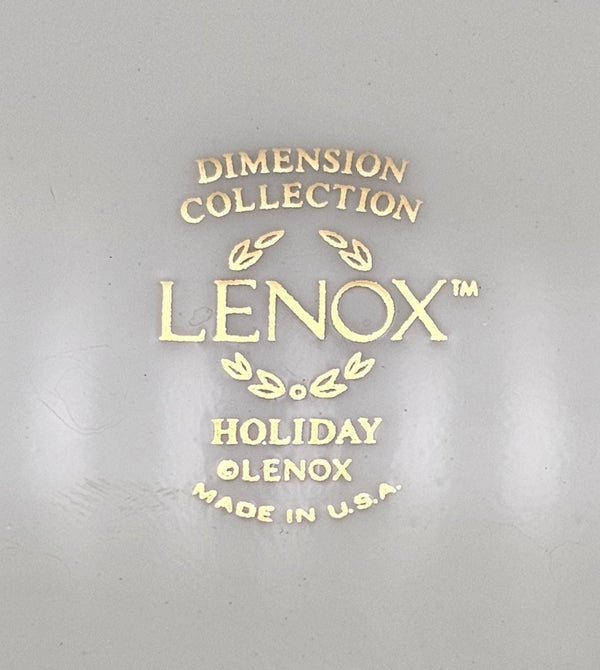 DIMENSION
COLLECTION
LENOX™
HOLIDAY
©LENOX
MADE IN U.S.A.